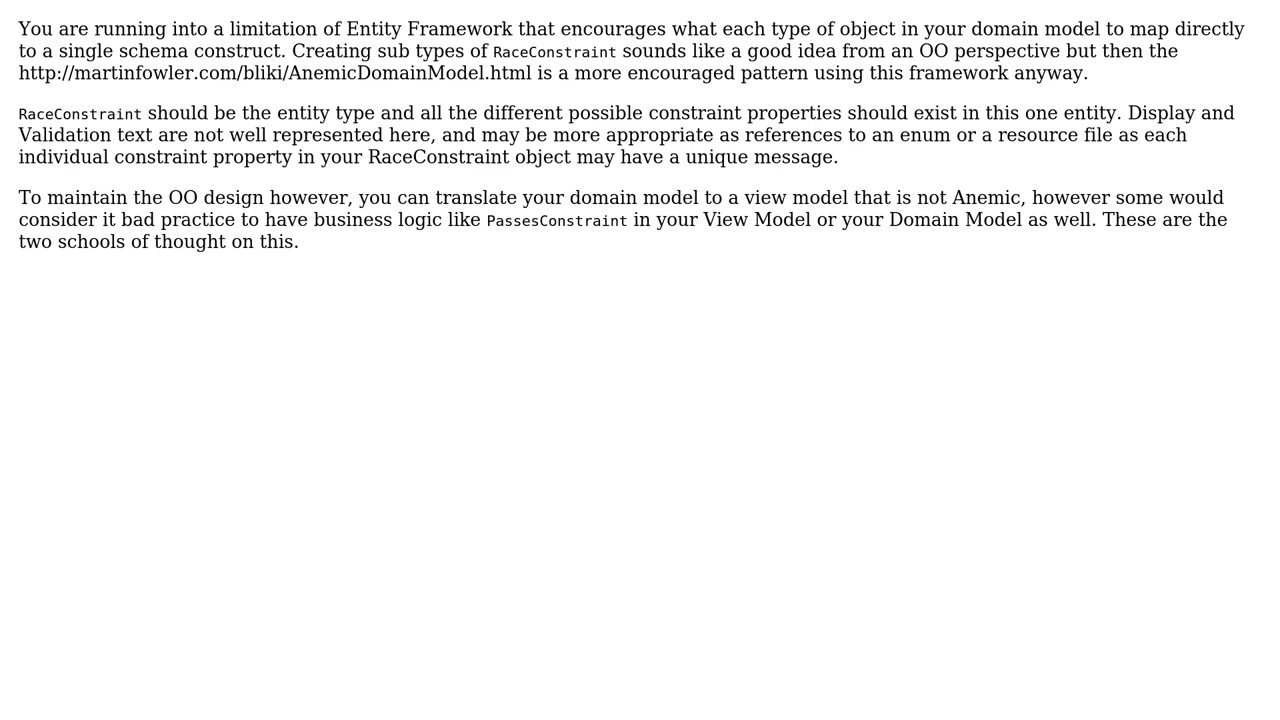 You are running into a limitation of Entity Framework that encourages what each type of object in your domain model to map directly
to a single schema construct. Creating sub types of RaceConstraint sounds like a good idea from an OO perspective but then the
http://martinfowler.com/bliki/AnemicDomainModel.html is a more encouraged pattern using this framework anyway.
RaceConstraint should be the entity type and all the different possible constraint properties should exist in this one entity. Display and
Validation text are not well represented here, and may be more appropriate as references to an enum or a resource file as each
individual constraint property in your RaceConstraint object may have a unique message.
To maintain the OO design however, you can translate your domain model to a view model that is not Anemic, however some would
consider it bad practice to have business logic like PassesConstraint in your View Model or your Domain Model as well. These are the
two schools of thought on this.